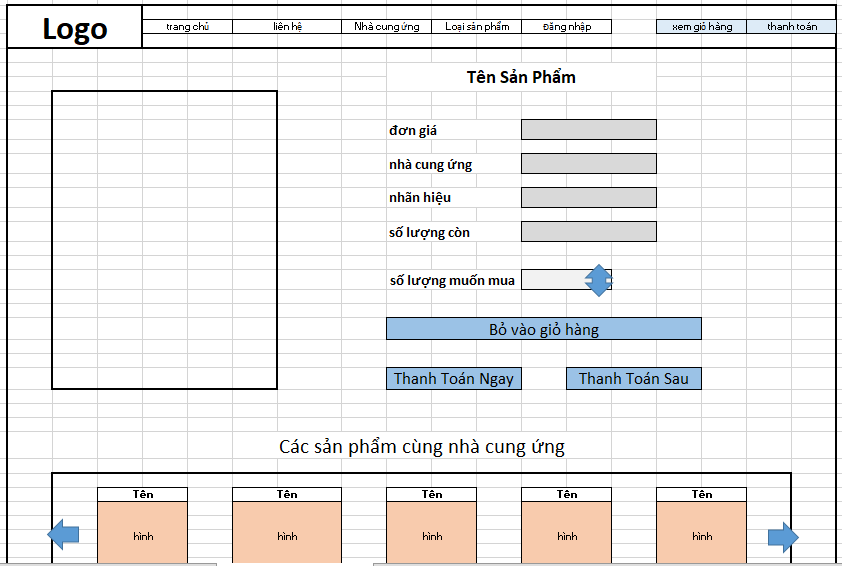 Logo
trang chủ
liên hệ
Nhà cung ứng
Loại sản phẩm
Đăng nhập
xem giỏ hàng
thanh toán
Tên Sản Phẩm
đơn giá
nhà cung ứng
nhãn hiệu
số lượng còn
số lượng muốn mua
Bỏ vào giỏ hàng
Thanh Toán Ngay
Thanh Toán Sau
Các sản phẩm cùng nhà cung ứng
Tên
Tên
Tên
Tên
Tên
hình
hình
hình
hình
hình